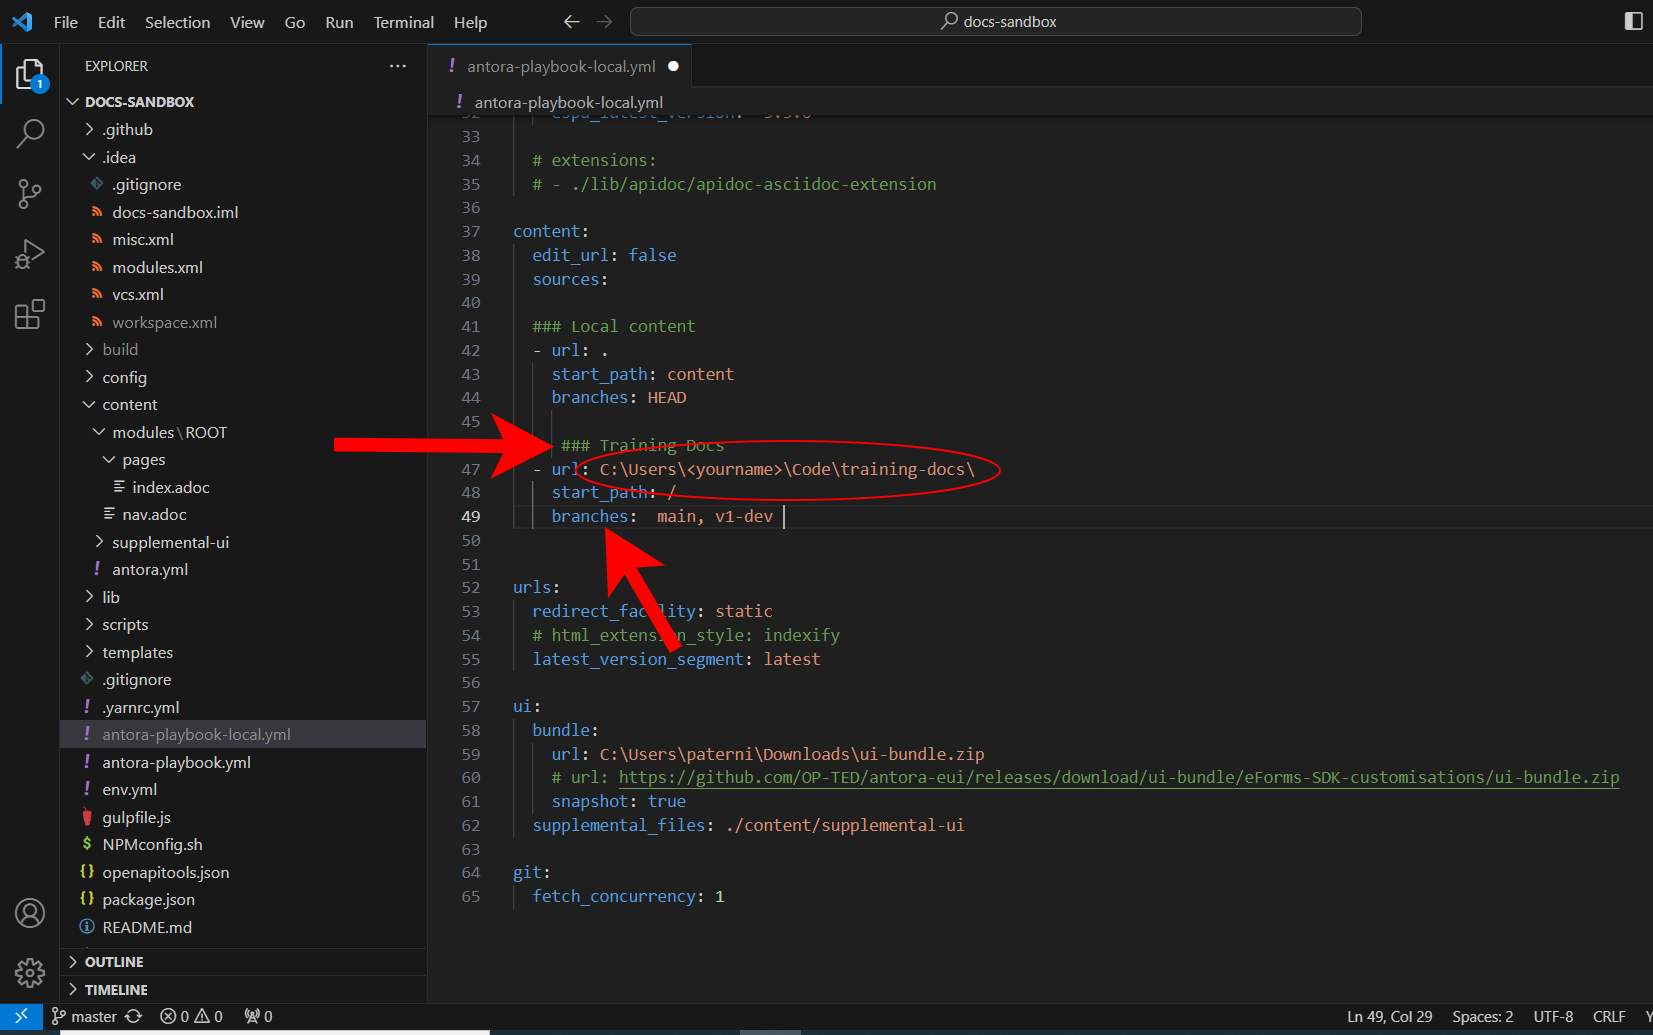 File Edit Selection View Go Run Terminal Help
docs-sandbox
1
EXPLORER
DOCS-SANDBOX
.github
.idea
.gitignore
docs-sandbox.iml
misc.xml
modules.xml
vcs.xml
workspace.xml
build
config
content
modules\ROOT
pages
index.adoc
nav.adoc
supplemental-ui
antora.yml
lib
scripts
templates
.gitignore
.yarnrc.yml
antora-playbook-local.yml
antora-playbook.yml
env.yml
gulpfile.js
NPMconfig.sh
openapitools.json
package.json
README.md
OUTLINE
TIMELINE
! antora-playbook-local.yml
! antora-playbook-local.yml
33
34 # extensions:
35 # - ./lib/apidoc/apidoc-asciidoc-extension
36
37 content:
38 edit_url: false
39 sources:
40
41 ### Local content
42 - url: .
43 start_path: content
44 branches: HEAD
45
### Training Docs
47 - url: C:\Users\<yourname>\Code\training-docs\
48 start_path: /
49 branches: main, v1-dev
50
51
52 urls:
53 redirect_facility: static
54 # html_extension_style: indexify
55 latest_version_segment: latest
56
57 ui:
58 bundle:
59 url: C:\Users\paterni\Downloads\ui-bundle.zip
60 # url: https://github.com/OP-TED/antora-eui/releases/download/ui-bundle/eForms-SDK-customisations/ui-bundle.zip
61 snapshot: true
62 supplemental_files: ./content/supplemental-ui
63
64 git:
65 fetch_concurrency: 1
master 0 0 0 Ln 49, Col 29 Spaces: 2 UTF-8 CRLF